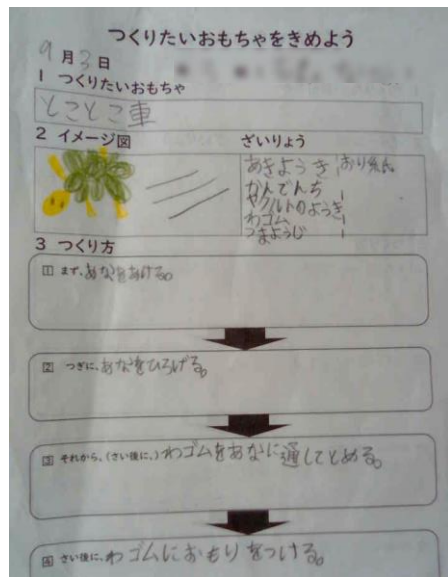 つくりたいおもちゃをきめよう
9月3日
1 つくりたいおもちゃ
とことこ車
2 イメージ図
ざいりょう
あきようき 1 おり紙
かんでんち 1
ヤクルトのようき
わゴム 1
つまようじ 1
3 つくり方
1 まず、あなをあける。
2 つぎに、あなをひろげる。
3 それから、(さい後に、)わゴムをあなに通してとめる。
4 さい後に、わゴムにおもりをつける。